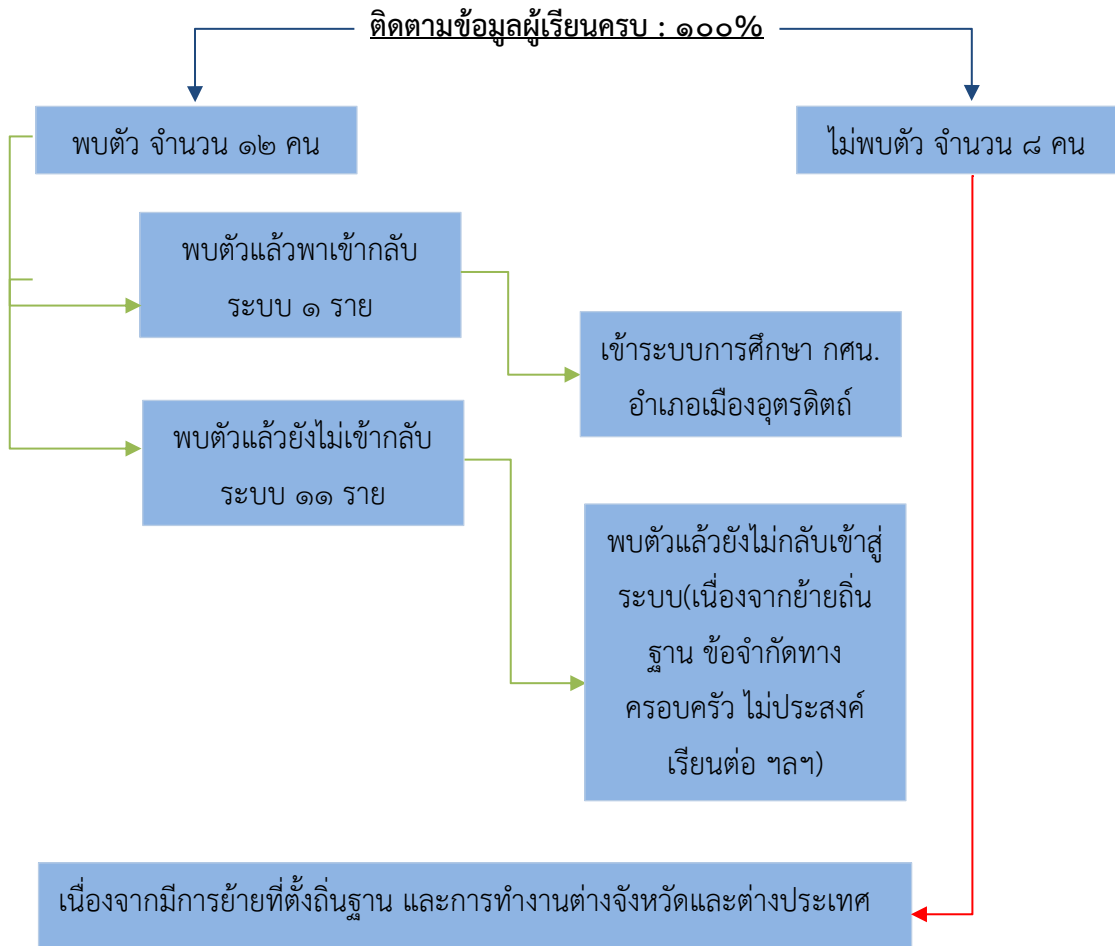 ติดตามข้อมูลผู้เรียนครบ : ๑๐๐%
พบตัว จำนวน ๑๒ คน
ไม่พบตัว จำนวน ๘ คน
พบตัวแล้วพาเข้ากลับ
ระบบ ๑ ราย
เข้าระบบการศึกษา กศน.
อำเภอเมืองอุตรดิตถ์
พบตัวแล้วยังไม่เข้ากลับ
ระบบ ๑๑ ราย
พบตัวแล้วยังไม่กลับเข้าสู่
ระบบ(เนื่องจากย้ายถิ่น
ฐาน ข้อจำกัดทาง
ครอบครัว ไม่ประสงค์
เรียนต่อ ฯลฯ)
เนื่องจากมีการย้ายที่ตั้งถิ่นฐาน และการทำงานต่างจังหวัดและต่างประเทศ